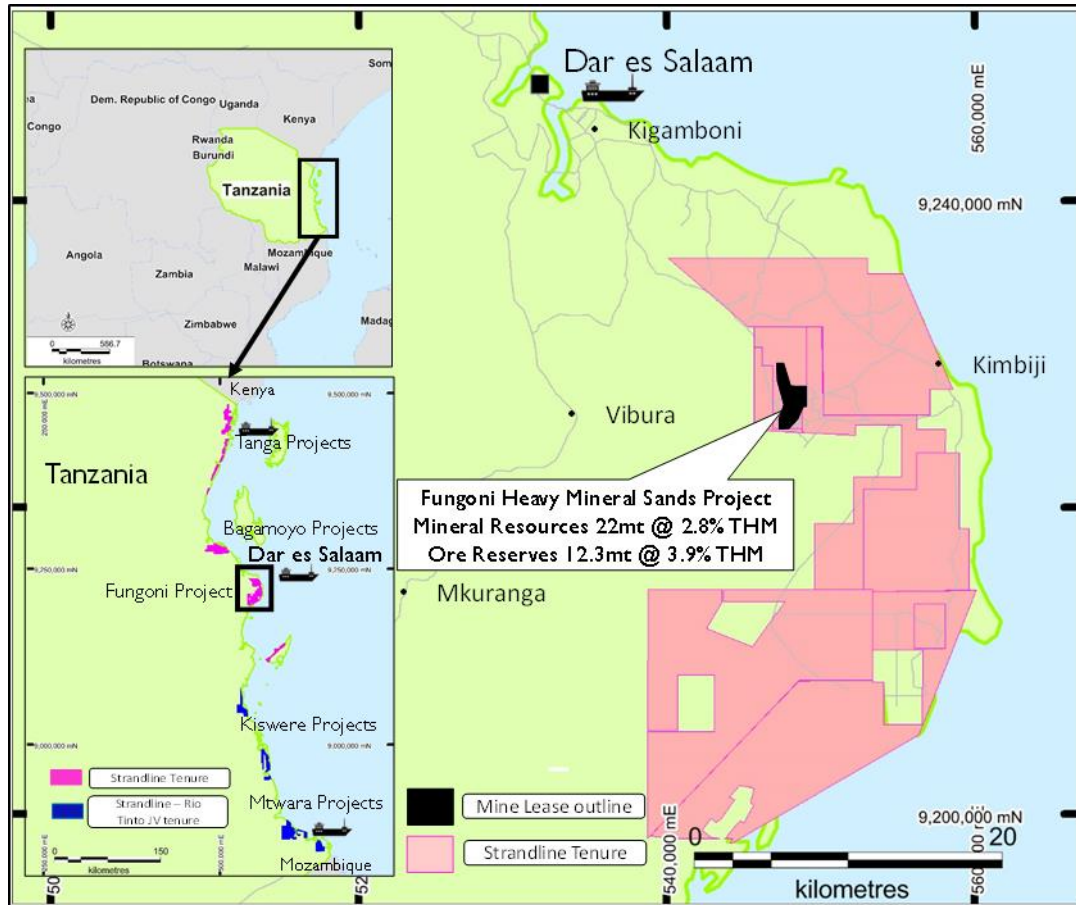 Som
Dem. Republic of Congo
Uganda
Congo
Kenya
Rwanda
Burundi
Tanzania
Angola
Mozambique
Malawi
Zambia
Zimbabwe
Madag
Botswana
0 586.7
kilometres
Kenya
9,500,000 mN
Tanga Projects
Tanzania
Bagamoyo Projects
Dar es Salaam
9,250,000 mN
Fungoni Project
Kiswere Projects
9,000,000 mN
9,000,000 mN
Mtwara Projects
Mozambique
Strandline Tenure
Strandline – Rio
Tinto JV tenure
0 150
kilometres
Dar es Salaam
Kigamboni
560,000 mE
9,240,000 mN
Kimbiji
Vibura
Fungoni Heavy Mineral Sands Project
Mineral Resources 22mt @ 2.8% THM
Ore Reserves 12.3mt @ 3.9% THM
Mkuranga
Mine Lease outline
Strandline Tenure
540,000 mE
9,200,000 mN
0 20
kilometres
50
52
560